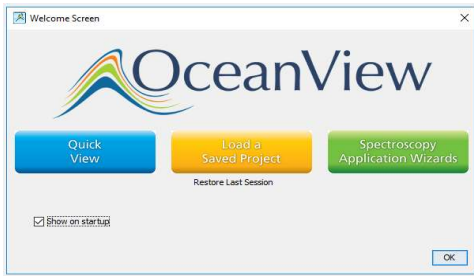 Welcome Screen
OceanView
Quick
View
Load a
Saved Project
Spectroscopy
Application Wizards
Restore Last Session
Show on startup
OK